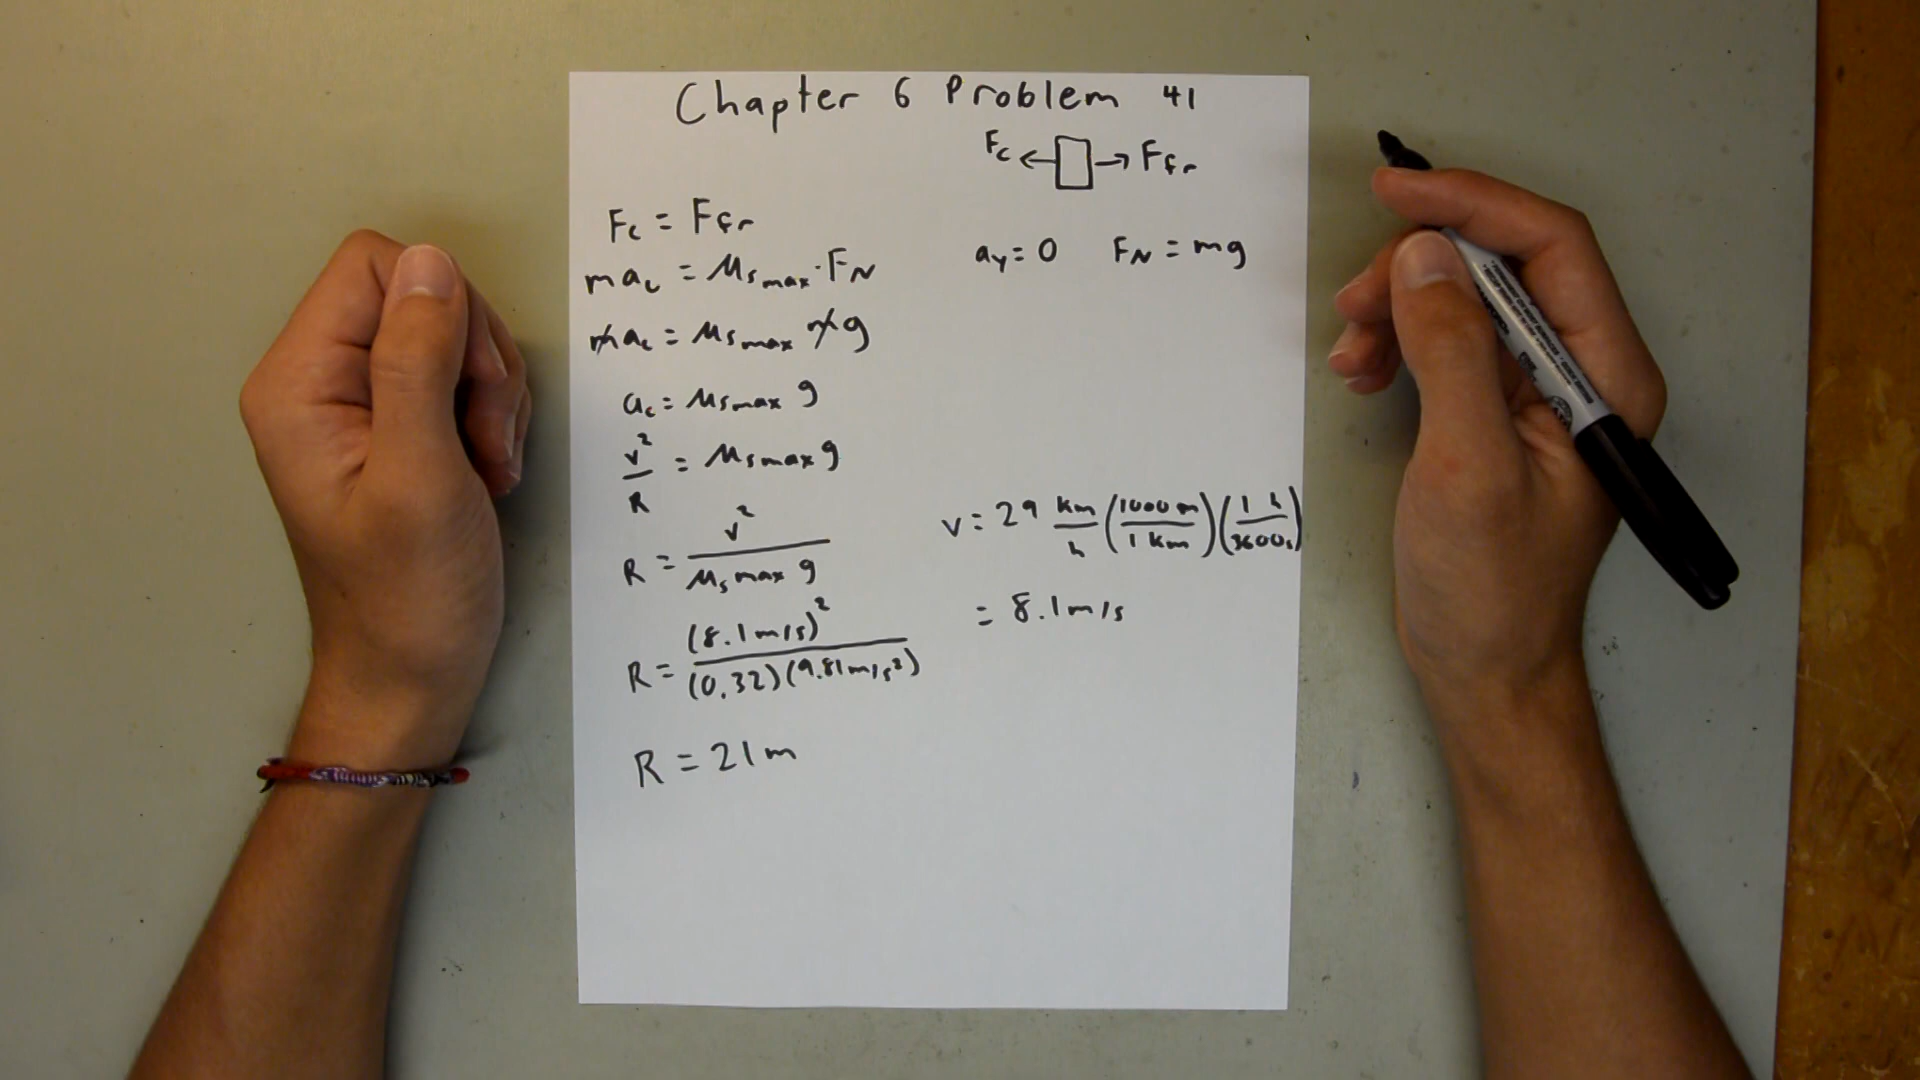 Chapter 6 Problem 41
Fc ← → Ffr
Fc = Ffr
mac = μs max · FN
ay = 0 FN = mg
mac = μs max mg
ac = μs max g
v²/R = μs max g
R = v²/(μs max g)
v = 29 km/h (1000 m/1 km)(1 h/3600s)
= 8.1 m/s
R = (8.1 m/s)²/(0.32)(9.81 m/s²)
R = 21 m